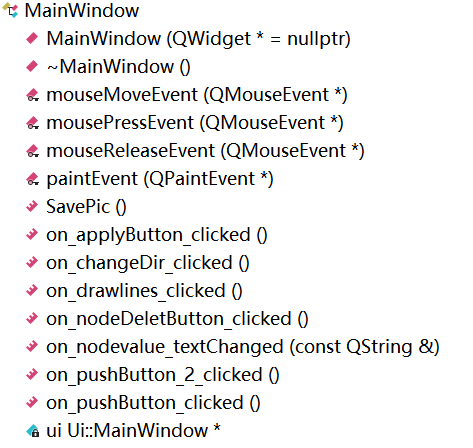 MainWindow
MainWindow (QWidget * = nullptr)
~MainWindow ()
mouseMoveEvent (QMouseEvent *)
mousePressEvent (QMouseEvent *)
mouseReleaseEvent (QMouseEvent *)
paintEvent (QPaintEvent *)
SavePic ()
on_applyButton_clicked ()
on_changeDir_clicked ()
on_drawlines_clicked ()
on_nodeDeletButton_clicked ()
on_nodevalue_textChanged (const QString &)
on_pushButton_2_clicked ()
on_pushButton_clicked ()
ui Ui::MainWindow *